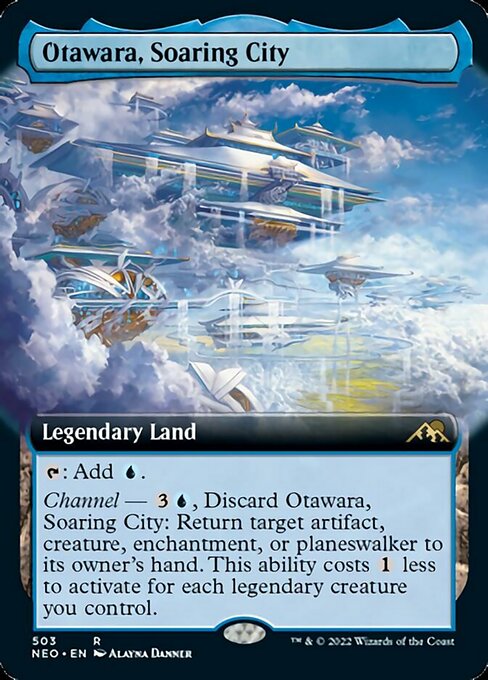 Otawara, Soaring City
Legendary Land
: Add .
Channel — 3 , Discard Otawara,
Soaring City: Return target artifact,
creature, enchantment, or planeswalker to
its owner's hand. This ability costs 1 less
to activate for each legendary creature
you control.
503 R
NEO • EN ALAYNA DANNER
™ & © 2022 Wizards of the Coast